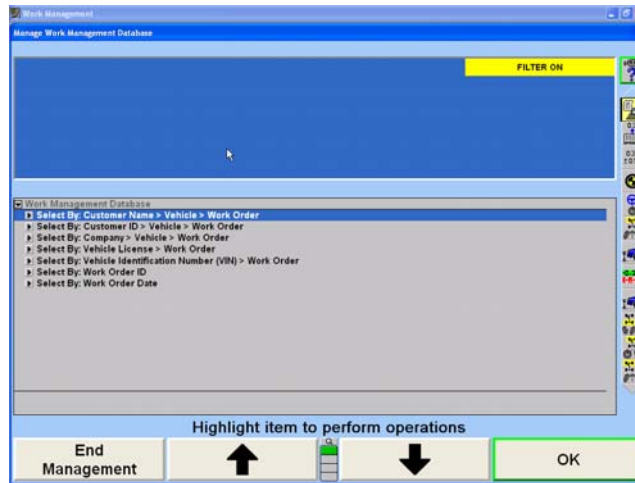 Work Management
Manage Work Management Database
FILTER ON
Work Management Database
Select By: Customer Name > Vehicle > Work Order
Select By: Customer ID > Vehicle > Work Order
Select By: Company > Vehicle > Work Order
Select By: Vehicle License > Work Order
Select By: Vehicle Identification Number (VIN) > Work Order
Select By: Work Order ID
Select By: Work Order Date
Highlight item to perform operations
End
Management
OK